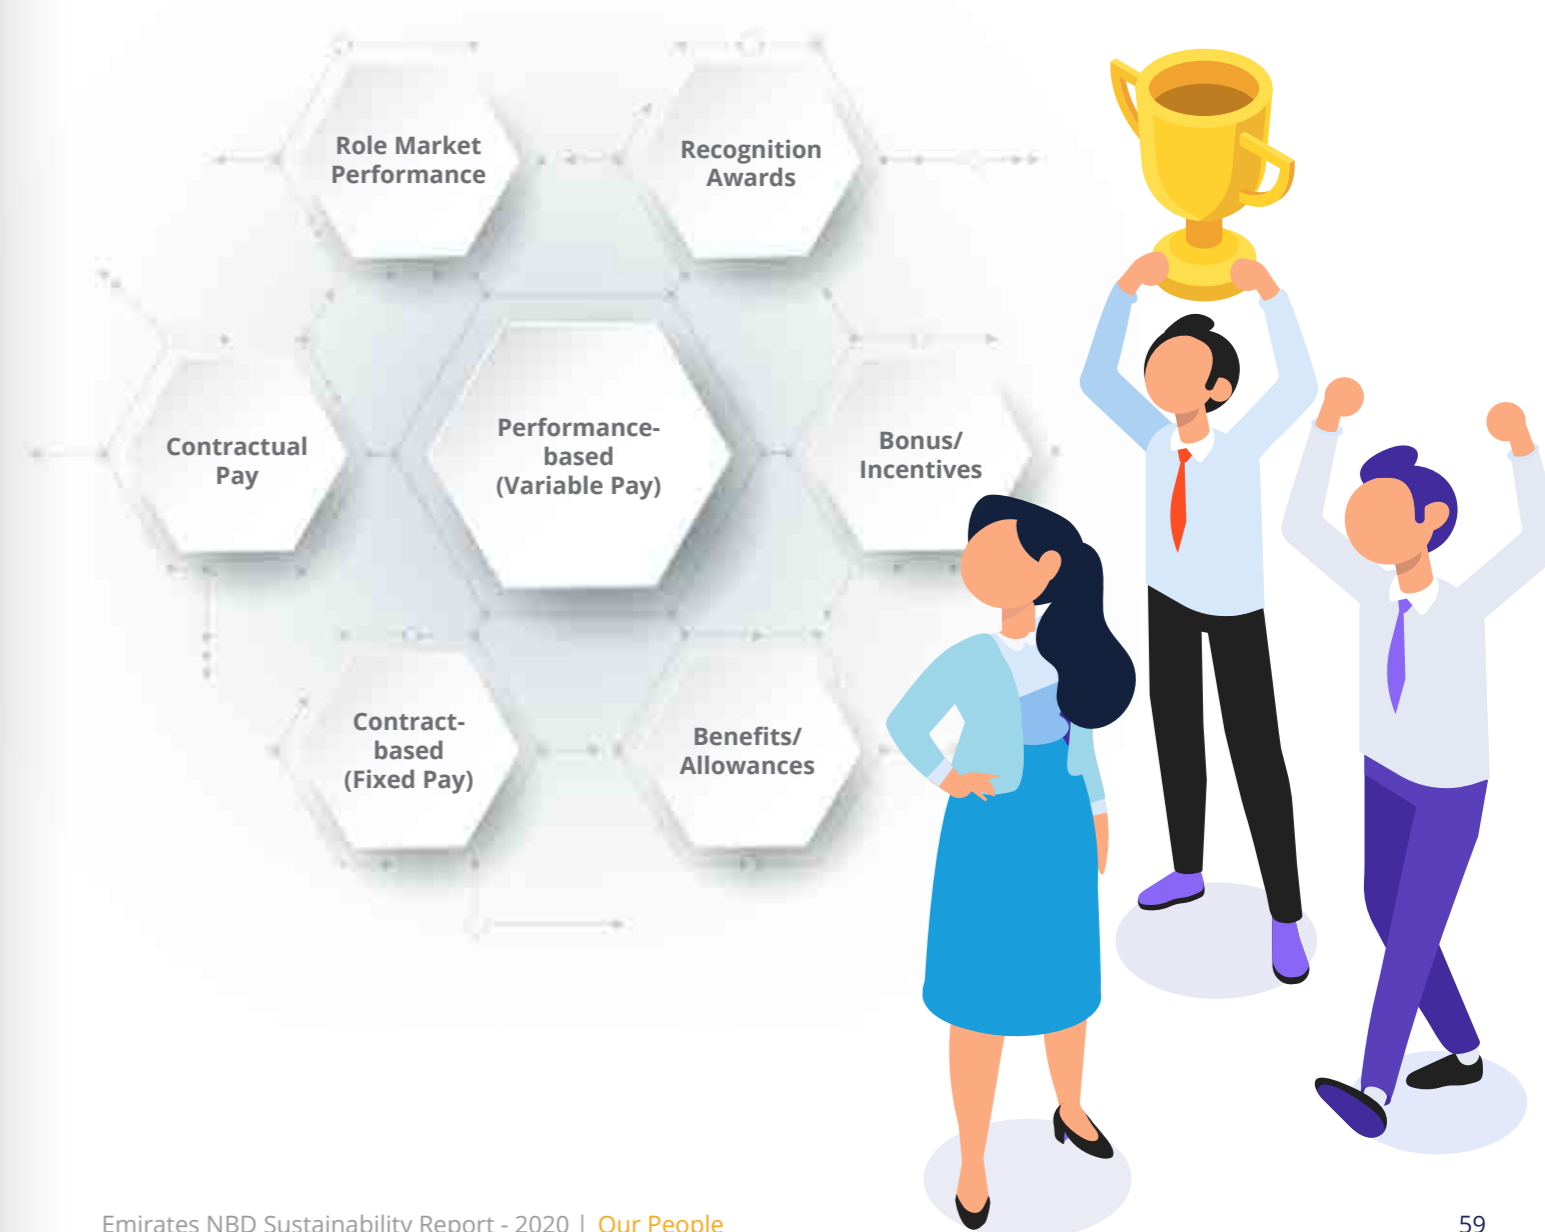 Role Market
Performance
Recognition
Awards
Contractual
Pay
Performance-
based
(Variable Pay)
Bonus/
Incentives
Contract-
based
(Fixed Pay)
Benefits/
Allowances
Emirates NBD Sustainability Report - 2020 | Our People
59